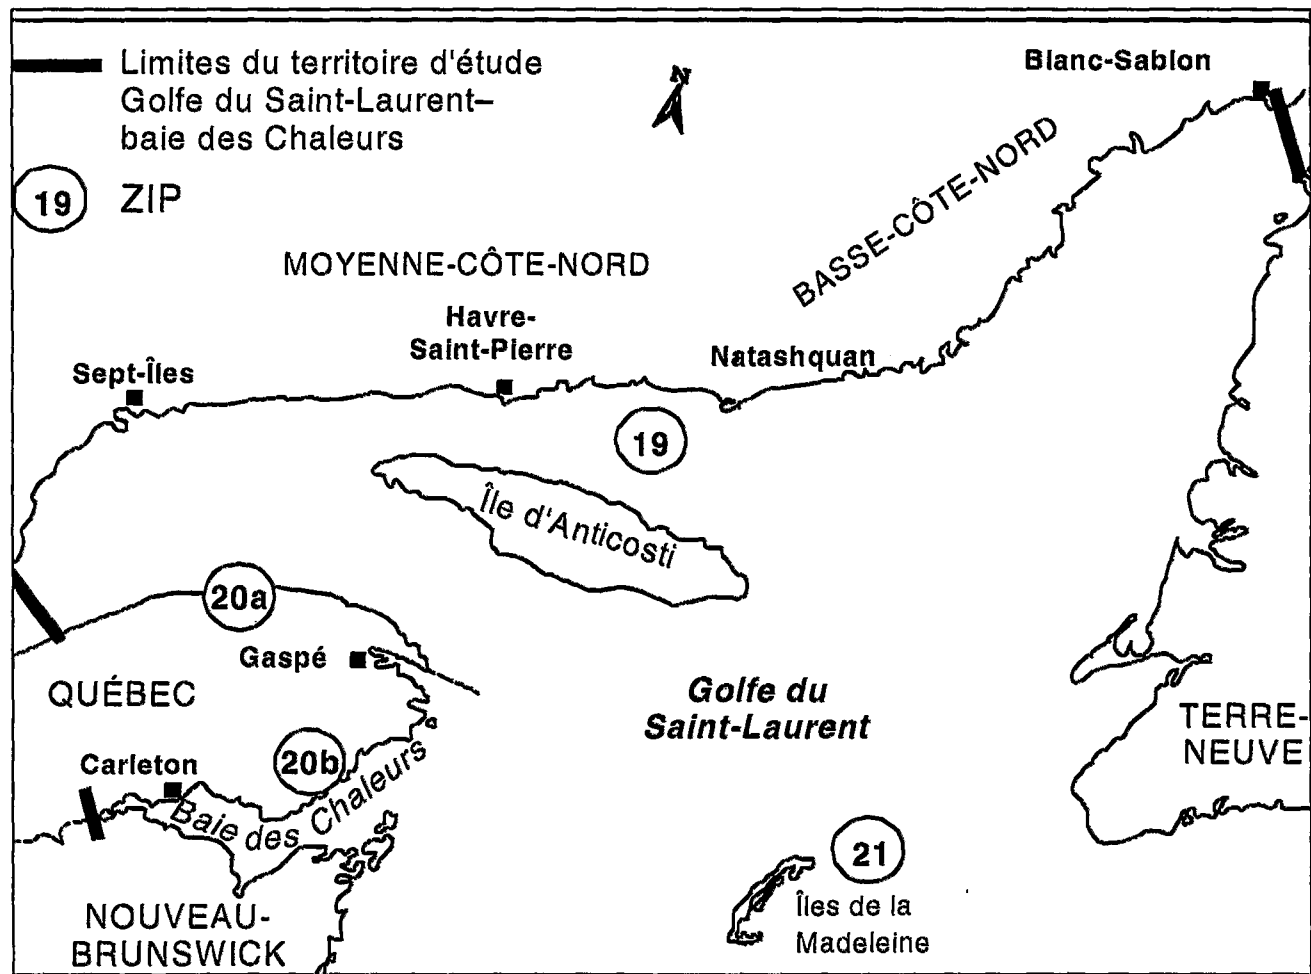 Limites du territoire d'étude
Golfe du Saint-Laurent–
baie des Chaleurs
19 ZIP
N
Blanc-Sablon
BASSE-CÔTE-NORD
MOYENNE-CÔTE-NORD
Havre-
Saint-Pierre
Natashquan
Sept-Îles
19
Île d'Anticosti
20a
Gaspé
QUÉBEC
Golfe du
Saint-Laurent
TERRE-
NEUVE
20b
Carleton
Baie des Chaleurs
21
Îles de la
Madeleine
NOUVEAU-
BRUNSWICK